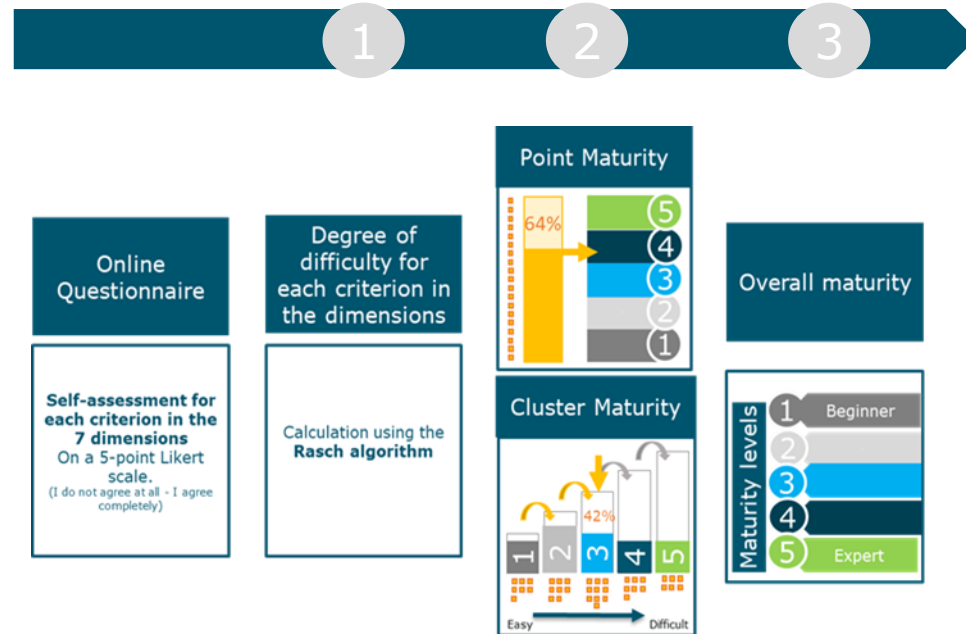 1
2
3
Online
Questionnaire
Self-assessment for
each criterion in the
7 dimensions
On a 5-point Likert
scale.
(I do not agree at all - I agree
completely)
Degree of
difficulty for
each criterion in
the dimensions
Calculation using the
Rasch algorithm
Point Maturity
64%
5
4
3
2
1
Cluster Maturity
42%
1
2
3
4
5
Easy
Difficult
Overall maturity
Maturity levels
1 Beginner
2
3
4
5 Expert